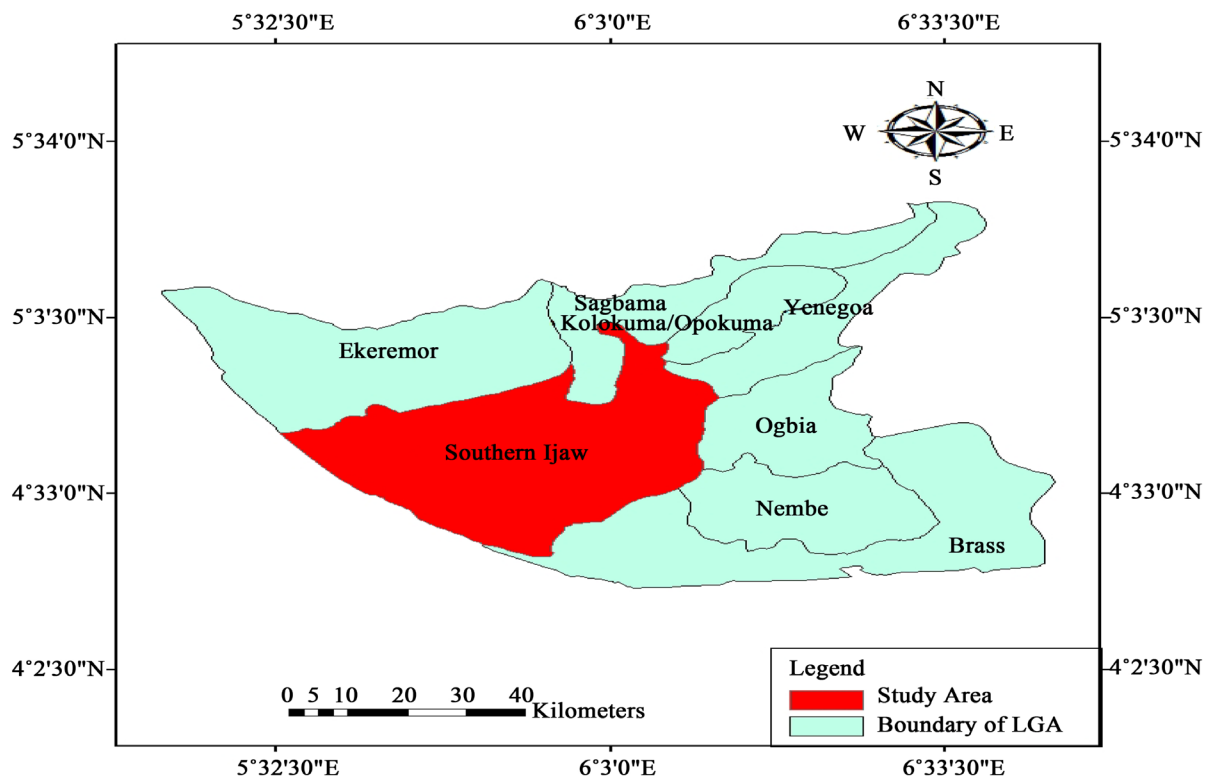 5°32'30"E 6°3'0"E 6°33'30"E
N
W E
S
5°34'0"N 5°34'0"N
Sagbama
Kolokuma/Opokuma
Yenegoa
5°3'30"N 5°3'30"N
Ekeremor
Ogbia
Southern Ijaw
4°33'0"N 4°33'0"N
Nembe
Brass
4°2'30"N 4°2'30"N
Legend
Study Area
Boundary of LGA
0 5 10 20 30 40
Kilometers
5°32'30"E 6°3'0"E 6°33'30"E